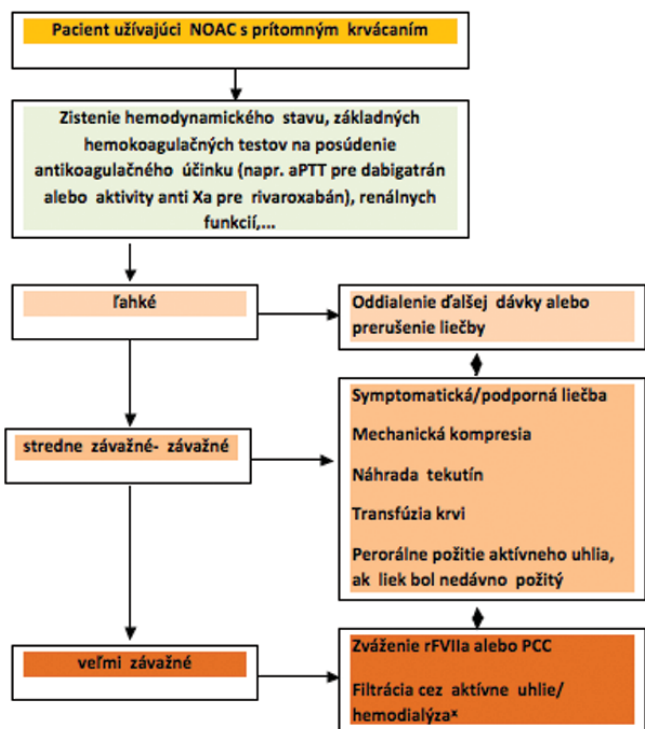 Pacient užívajúci NOAC s prítomným krvácaním
Zistenie hemodynamického stavu, základných
hemokoagulačných testov na posúdenie
antikoagulačného účinku (napr. aPTT pre dabigatrán
alebo aktivity anti Xa pre rivaroxabán), renálnych
funkcií,...
ľahké
Oddialenie ďalšej dávky alebo
prerušenie liečby
stredne závažné- závažné
Symptomatická/podporná liečba
Mechanická kompresia
Náhrada tekutín
Transfúzia krvi
Perorálne požitie aktívneho uhlia,
ak liek bol nedávno požitý
veľmi závažné
Zváženie rFVIIa alebo PCC
Filtrácia cez aktívne uhlie/
hemodialýzaˣ